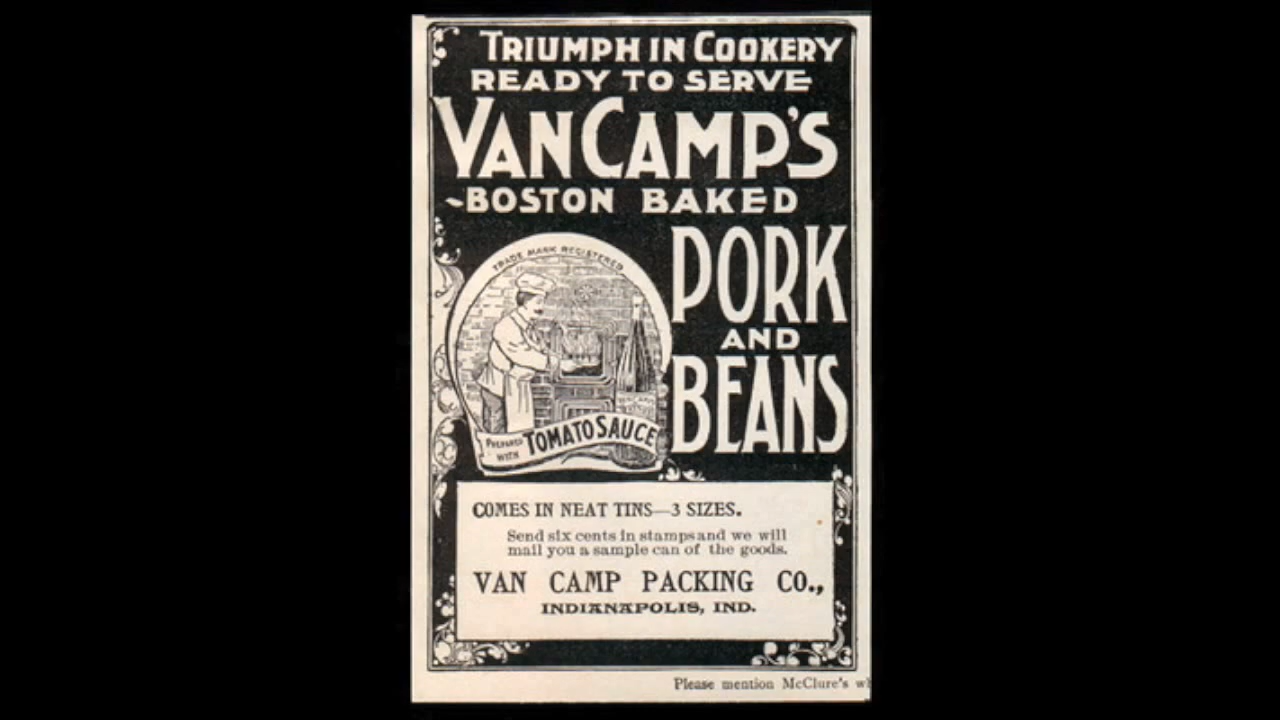 TRIUMPH IN COOKERY
READY TO SERVE
VAN CAMP'S
BOSTON BAKED
PORK
AND
BEANS
TRADE MARK REGISTERED
PREPARED
WITH TOMATO SAUCE
COMES IN NEAT TINS—3 SIZES.
Send six cents in stamps and we will
mail you a sample can of the goods.
VAN CAMP PACKING CO.,
INDIANAPOLIS, IND.
Please mention McClure's